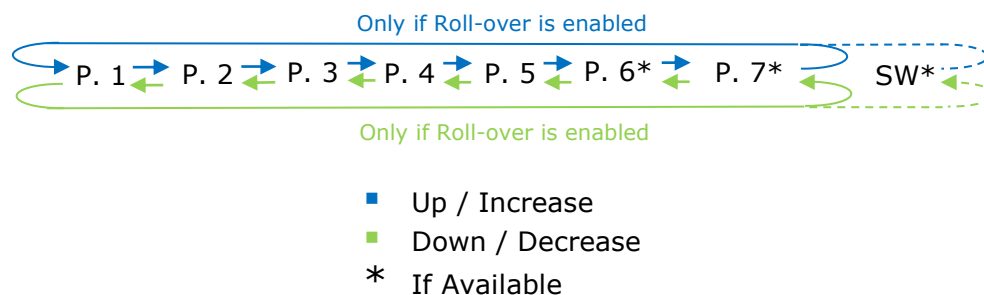 Only if Roll-over is enabled
P. 1 P. 2 P. 3 P. 4 P. 5 P. 6* P. 7* SW*
Only if Roll-over is enabled
Up / Increase
Down / Decrease
* If Available